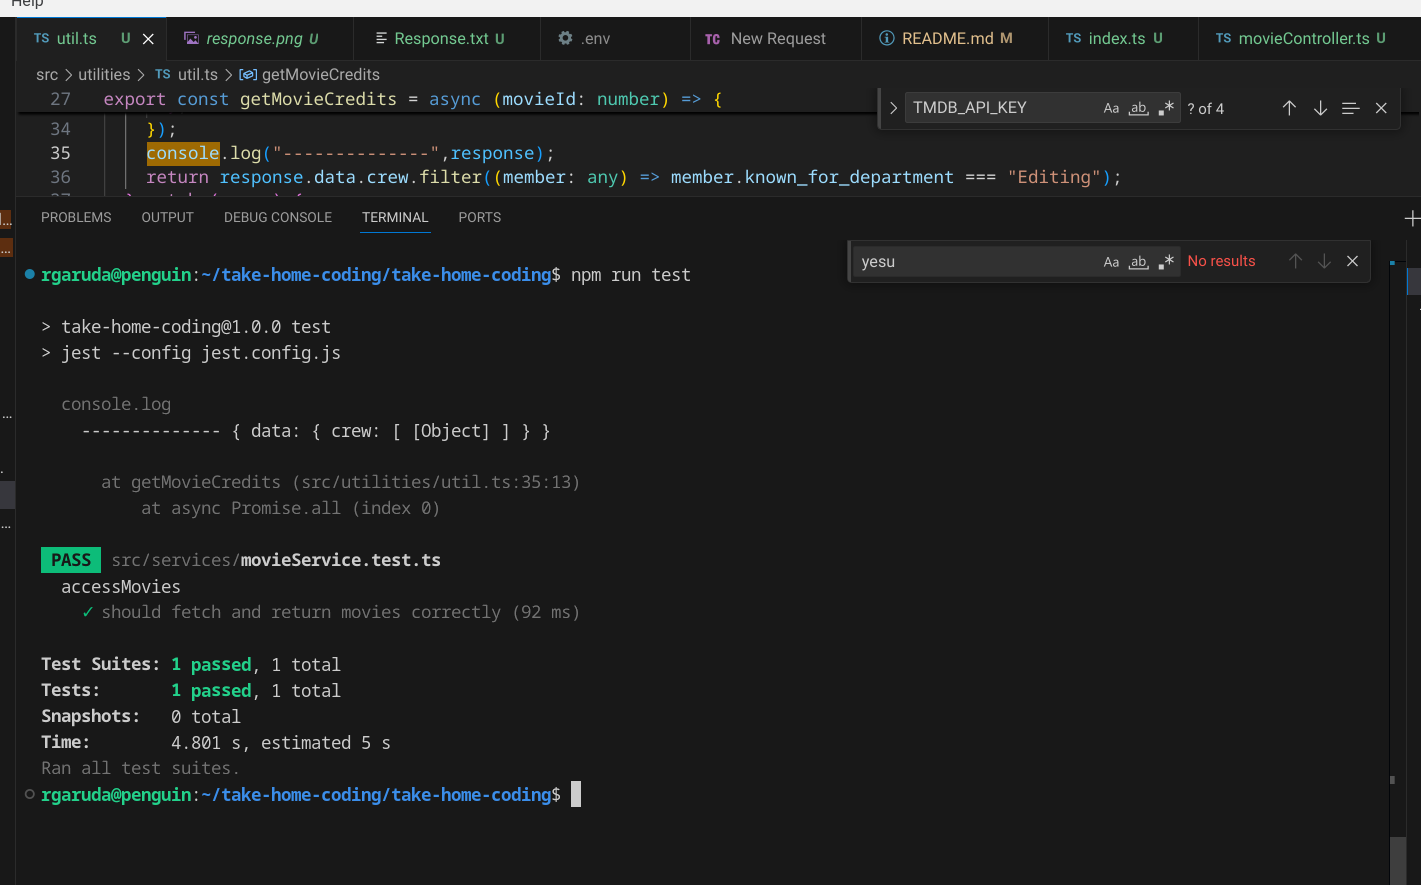 Help
TS util.ts U
response.png U
Response.txt U
.env
TC New Request
README.md M
TS index.ts U
TS movieController.ts U
src > utilities > TS util.ts > getMovieCredits
27 export const getMovieCredits = async (movieId: number) => {
TMDB_API_KEY Aa ab .* ? of 4
34 });
35 console.log("--------------",response);
36 return response.data.crew.filter((member: any) => member.known_for_department === "Editing");
PROBLEMS OUTPUT DEBUG CONSOLE TERMINAL PORTS
yesu Aa ab .* No results
rgaruda@penguin:~/take-home-coding/take-home-coding$ npm run test
> take-home-coding@1.0.0 test
> jest --config jest.config.js
console.log
-------------- { data: { crew: [ [Object] ] } }
at getMovieCredits (src/utilities/util.ts:35:13)
at async Promise.all (index 0)
PASS src/services/movieService.test.ts
accessMovies
✓ should fetch and return movies correctly (92 ms)
Test Suites: 1 passed, 1 total
Tests: 1 passed, 1 total
Snapshots: 0 total
Time: 4.801 s, estimated 5 s
Ran all test suites.
rgaruda@penguin:~/take-home-coding/take-home-coding$